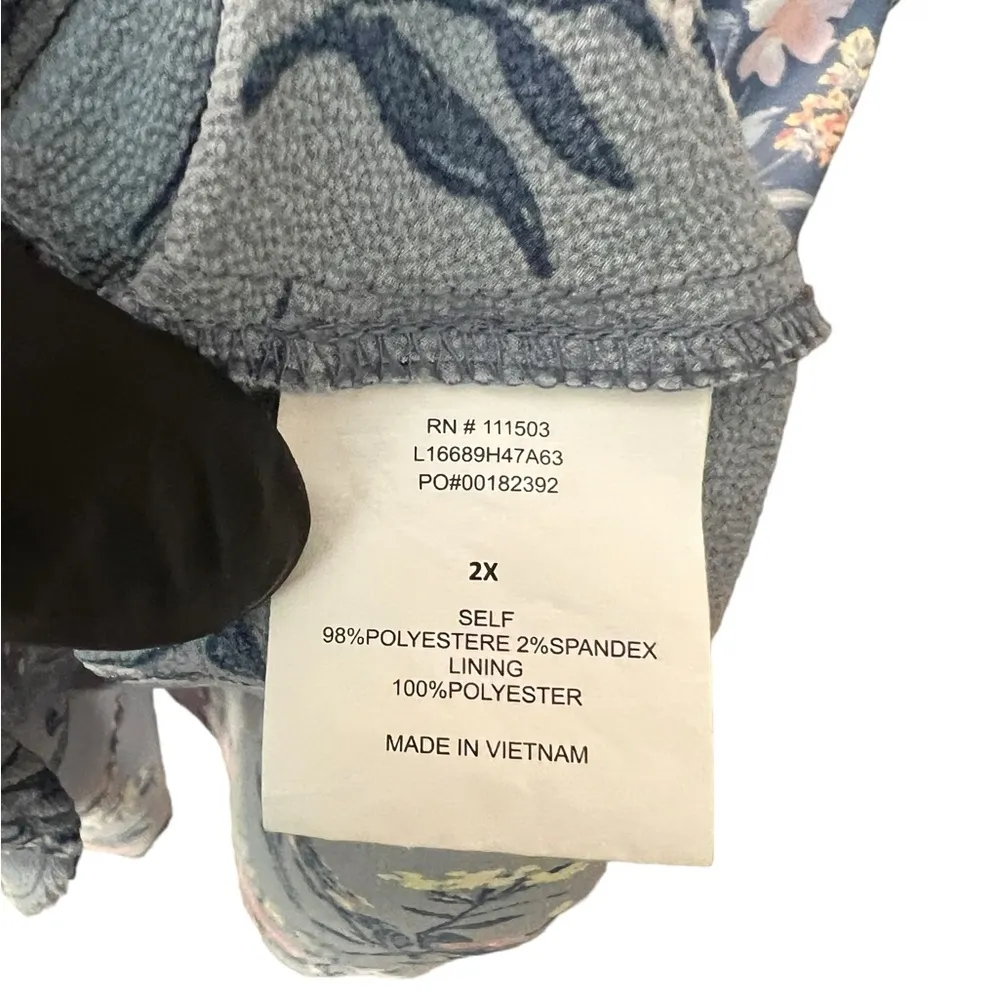 RN # 111503
L16689H47A63
PO#00182392
2X
SELF
98%POLYESTERE 2%SPANDEX
LINING
100%POLYESTER
MADE IN VIETNAM